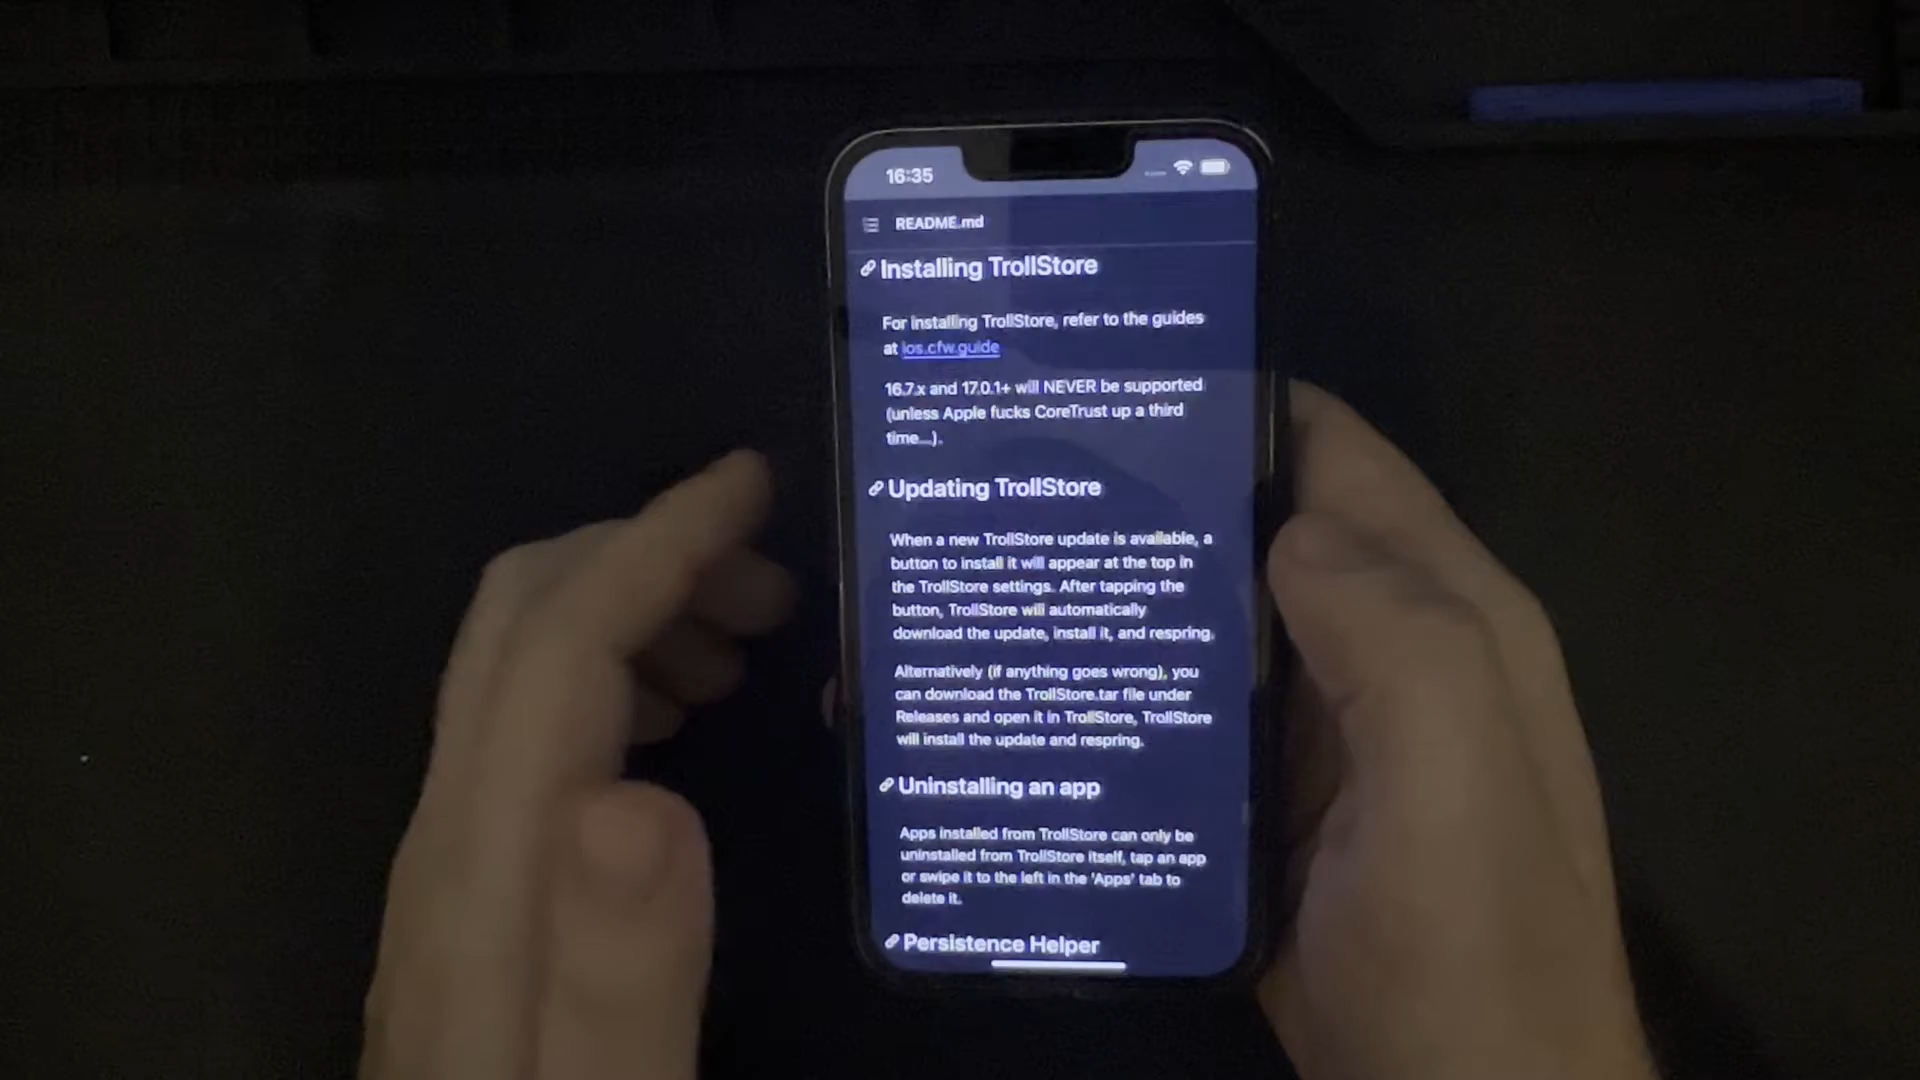 16:35
README.md
Installing TrollStore
For installing TrollStore, refer to the guides
at ios.cfw.guide
16.7.x and 17.0.1+ will NEVER be supported
(unless Apple fucks CoreTrust up a third
time...).
Updating TrollStore
When a new TrollStore update is available, a
button to install it will appear at the top in
the TrollStore settings. After tapping the
button, TrollStore will automatically
download the update, install it, and respring.
Alternatively (if anything goes wrong), you
can download the TrollStore.tar file under
Releases and open it in TrollStore, TrollStore
will install the update and respring.
Uninstalling an app
Apps installed from TrollStore can only be
uninstalled from TrollStore itself, tap an app
or swipe it to the left in the 'Apps' tab to
delete it.
Persistence Helper